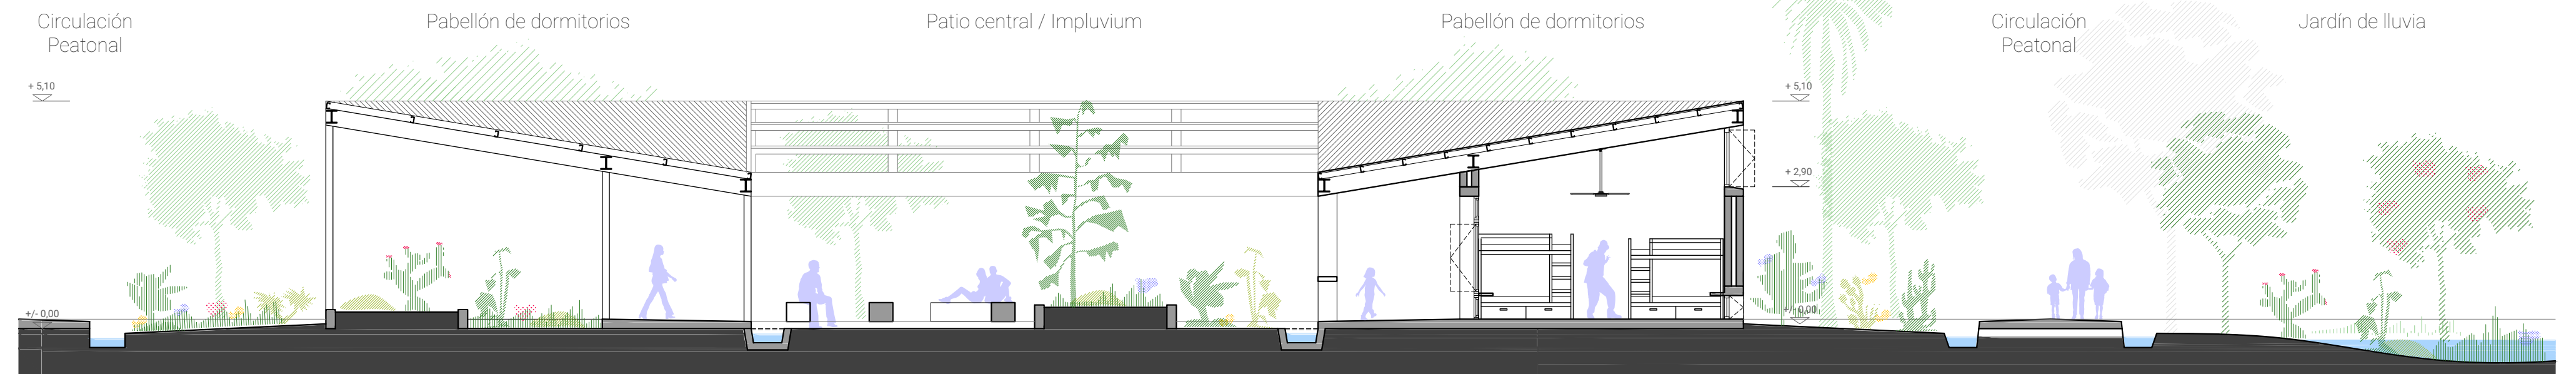 Circulación
Peatonal
Pabellón de dormitorios
Patio central / Impluvium
Pabellón de dormitorios
Circulación
Peatonal
Jardín de lluvia
+ 5,10
+ 5,10
+ 2,90
+/- 0,00
+/- 0,00